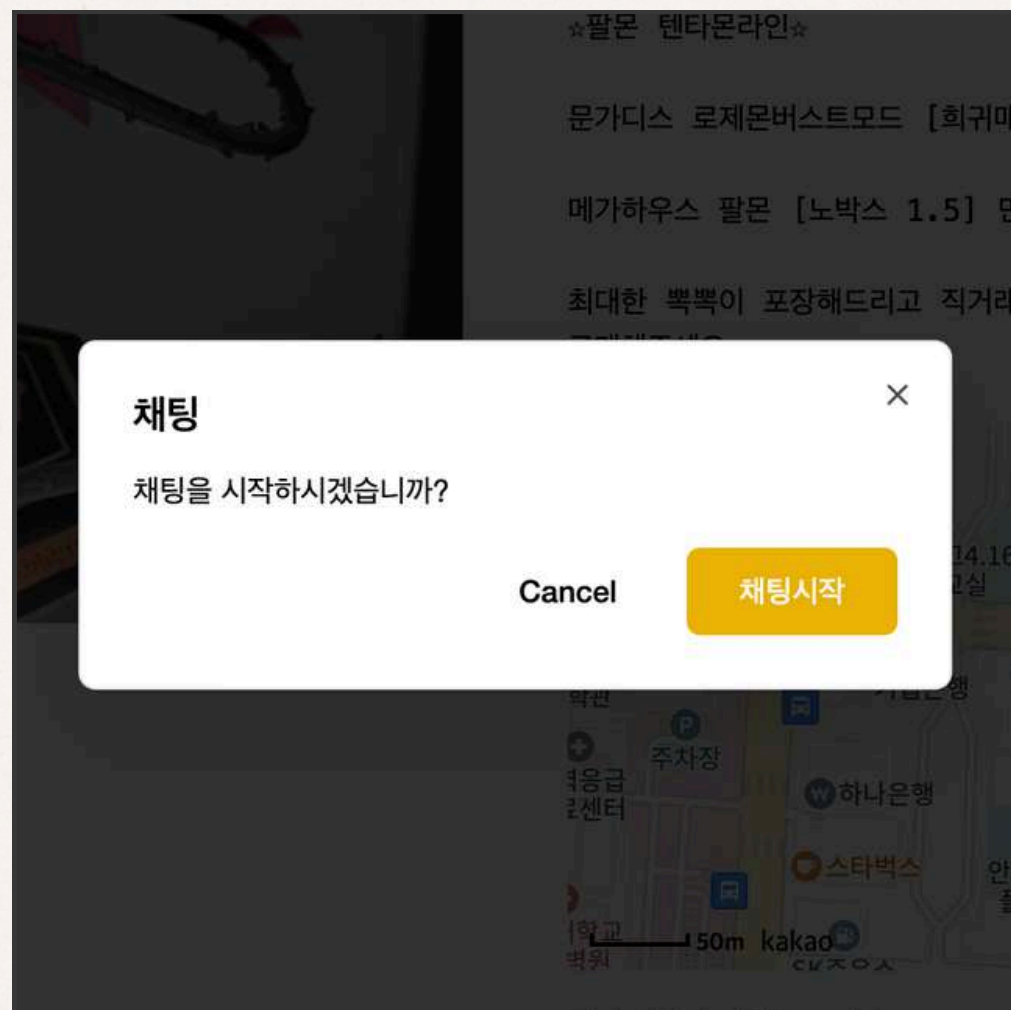 ☆팔몬 텐타몬라인☆
문가디스 로제몬버스트모드 [희귀매
메가하우스 팔몬 [노박스 1.5]
최대한 뽁뽁이 포장해드리고 직거래
채팅
채팅을 시작하시겠습니까?
Cancel
채팅시작
주차장
하나은행
스타벅스
50m kakao